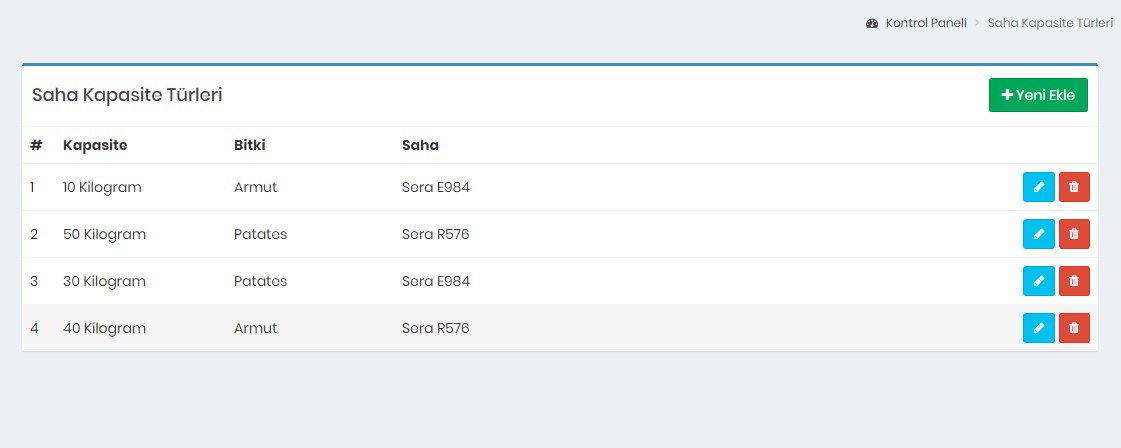 Kontrol Paneli > Saha Kapasite Türleri
Saha Kapasite Türleri
+ Yeni Ekle
# Kapasite Bitki Saha
1 10 Kilogram Armut Sera E984
2 50 Kilogram Patates Sera R576
3 30 Kilogram Patates Sera E984
4 40 Kilogram Armut Sera R576